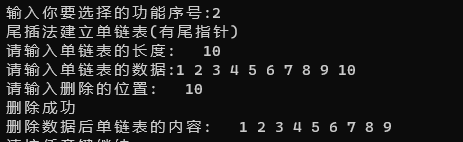 输入你要选择的功能序号:2
尾插法建立单链表(有尾指针)
请输入单链表的长度:  10
请输入单链表的数据:1 2 3 4 5 6 7 8 9 10
请输入删除的位置:  10
删除成功
删除数据后单链表的内容:  1 2 3 4 5 6 7 8 9